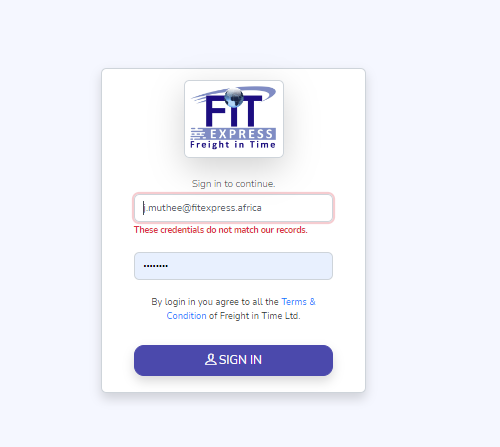 FiT
EXPRESS
Freight in Time
Sign in to continue.
j.muthee@fitexpress.africa
These credentials do not match our records.
••••••••
By login in you agree to all the Terms &
Condition of Freight in Time Ltd.
SIGN IN